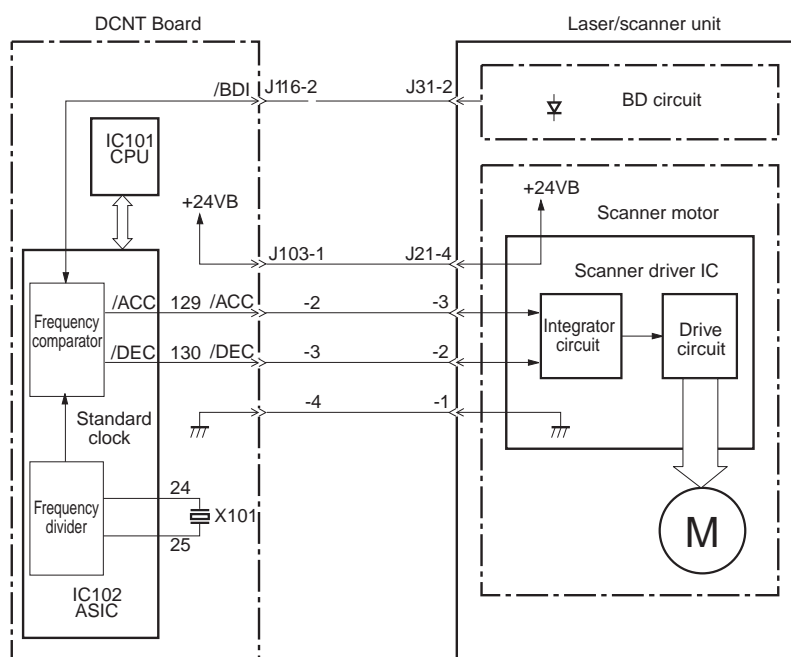 DCNT Board
Laser/scanner unit
/BDI
J116-2
J31-2
BD circuit
IC101
CPU
+24VB
+24VB
Scanner motor
J103-1
J21-4
Scanner driver IC
/ACC
129
/ACC
-2
-3
Frequency
comparator
Integrator
circuit
Drive
circuit
/DEC
130
/DEC
-3
-2
-4
-1
Standard
clock
24
Frequency
divider
X101
25
M
IC102
ASIC